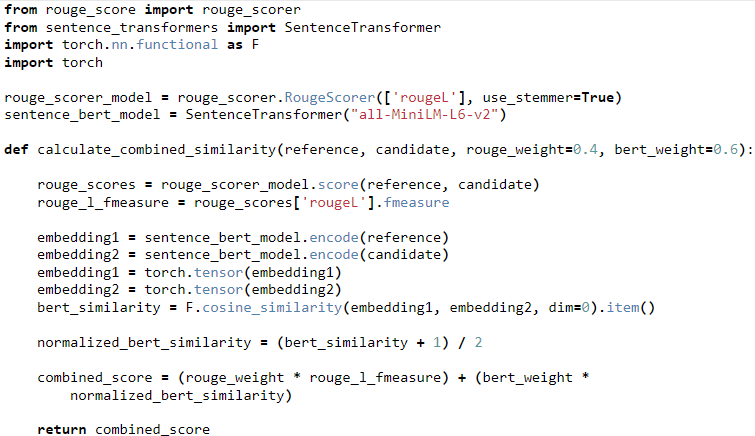 from rouge_score import rouge_scorer
from sentence_transformers import SentenceTransformer
import torch.nn.functional as F
import torch
rouge_scorer_model = rouge_scorer.RougeScorer(['rougeL'], use_stemmer=True)
sentence_bert_model = SentenceTransformer("all-MiniLM-L6-v2")
def calculate_combined_similarity(reference, candidate, rouge_weight=0.4, bert_weight=0.6):
    rouge_scores = rouge_scorer_model.score(reference, candidate)
    rouge_l_fmeasure = rouge_scores['rougeL'].fmeasure
    embedding1 = sentence_bert_model.encode(reference)
    embedding2 = sentence_bert_model.encode(candidate)
    embedding1 = torch.tensor(embedding1)
    embedding2 = torch.tensor(embedding2)
    bert_similarity = F.cosine_similarity(embedding1, embedding2, dim=0).item()
    normalized_bert_similarity = (bert_similarity + 1) / 2
    combined_score = (rouge_weight * rouge_l_fmeasure) + (bert_weight *
        normalized_bert_similarity)
    return combined_score